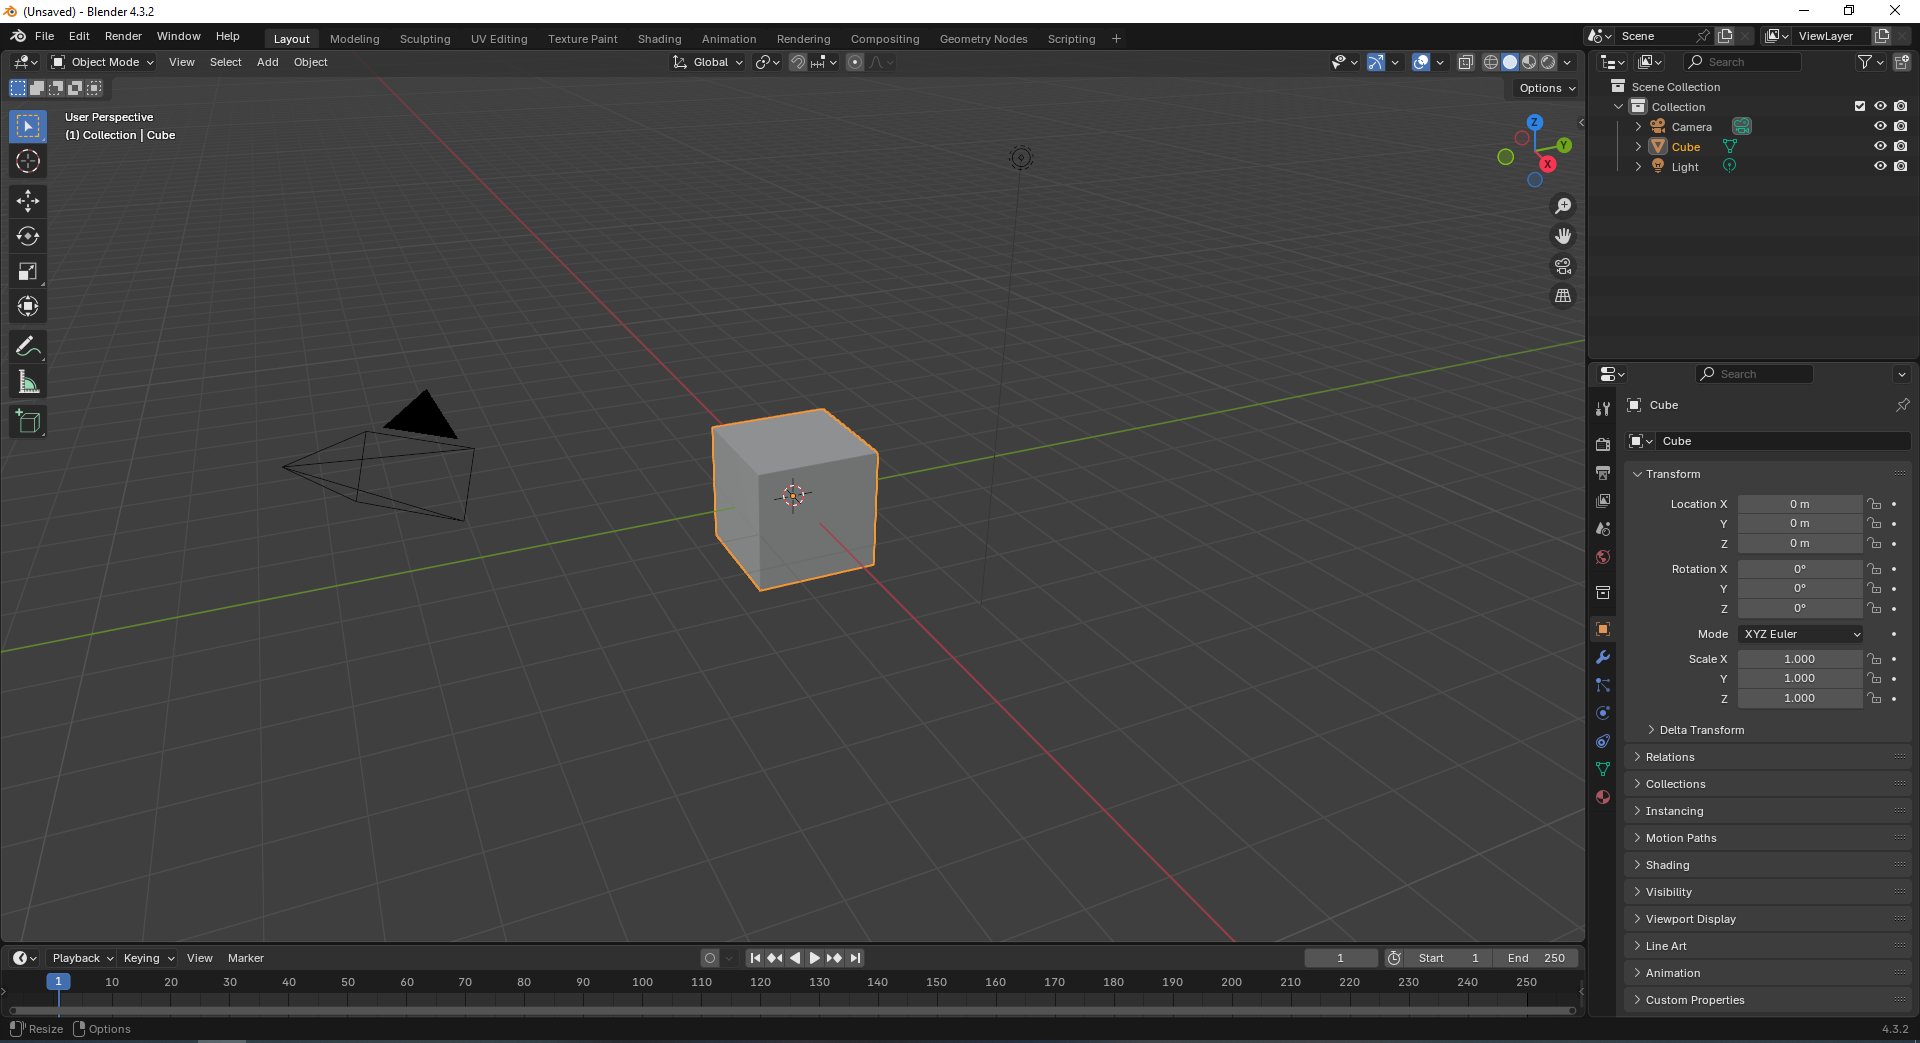 (Unsaved) - Blender 4.3.2
File Edit Render Window Help Layout Modeling Sculpting UV Editing Texture Paint Shading Animation Rendering Compositing Geometry Nodes Scripting + Scene ViewLayer
Object Mode View Select Add Object Global Search
Options
User Perspective
(1) Collection | Cube
Z
Y
X
Scene Collection
Collection
Camera
Cube
Light
Search
Cube
Cube
Transform
Location X 0 m
Y 0 m
Z 0 m
Rotation X 0°
Y 0°
Z 0°
Mode XYZ Euler
Scale X 1.000
Y 1.000
Z 1.000
Delta Transform
Relations
Collections
Instancing
Motion Paths
Shading
Visibility
Viewport Display
Line Art
Animation
Custom Properties
Playback Keying View Marker 1 Start 1 End 250
1 10 20 30 40 50 60 70 80 90 100 110 120 130 140 150 160 170 180 190 200 210 220 230 240 250
Resize Options 4.3.2